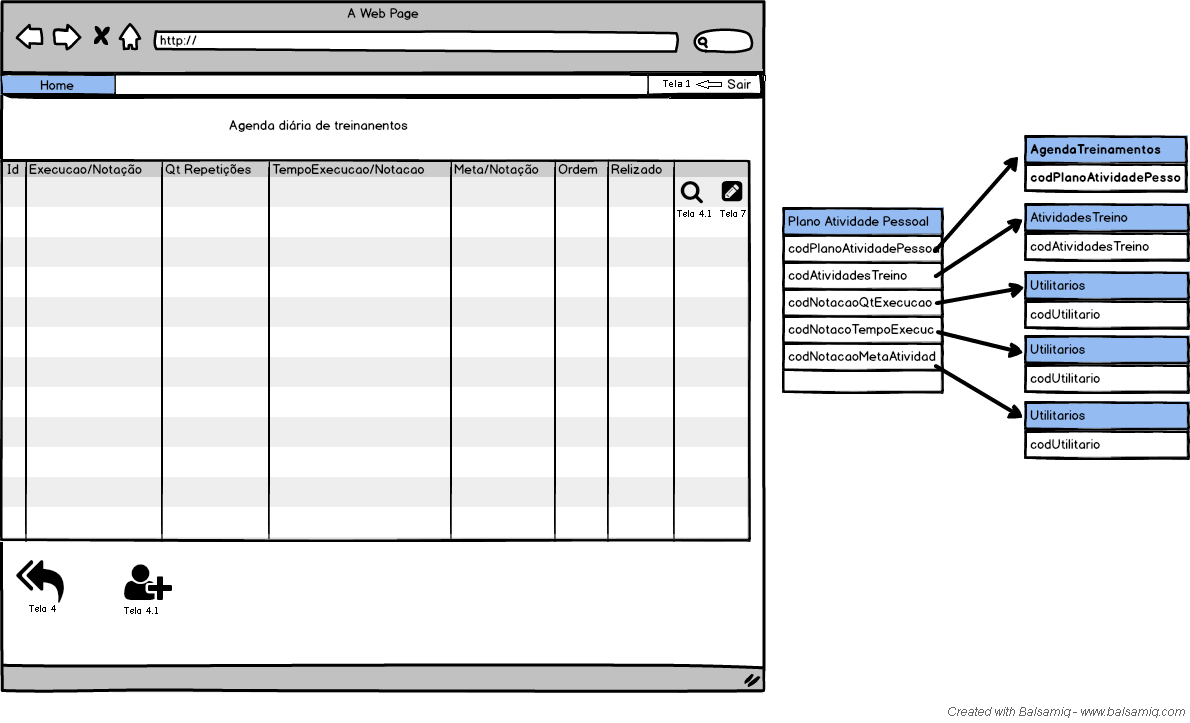 A Web Page
http://
Home
Tela 1
Sair
Agenda diária de treinanentos
Id Execucao/Notação Qt Repetições TempoExecucao/Notacao Meta/Notação Ordem Relizado
Tela 4.1 Tela 7
Tela 4
Tela 4.1
Plano Atividade Pessoal
codPlanoAtividadePesso
codAtividadesTreino
codNotacaoQtExecucao
codNotacoTempoExecuc
codNotacaoMetaAtividad
AgendaTreinamentos
codPlanoAtividadePesso
AtividadesTreino
codAtividadesTreino
Utilitarios
codUtilitario
Utilitarios
codUtilitario
Utilitarios
codUtilitario
Created with Balsamiq - www.balsamiq.com